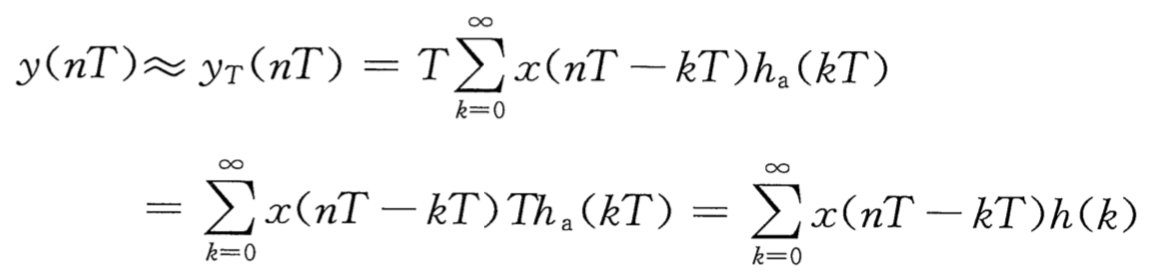 y(nT)≈y_T(nT) = T∑_{k=0}^{∞} x(nT−kT)h_a(kT)
= ∑_{k=0}^{∞} x(nT−kT)Th_a(kT) = ∑_{k=0}^{∞} x(nT−kT)h(k)